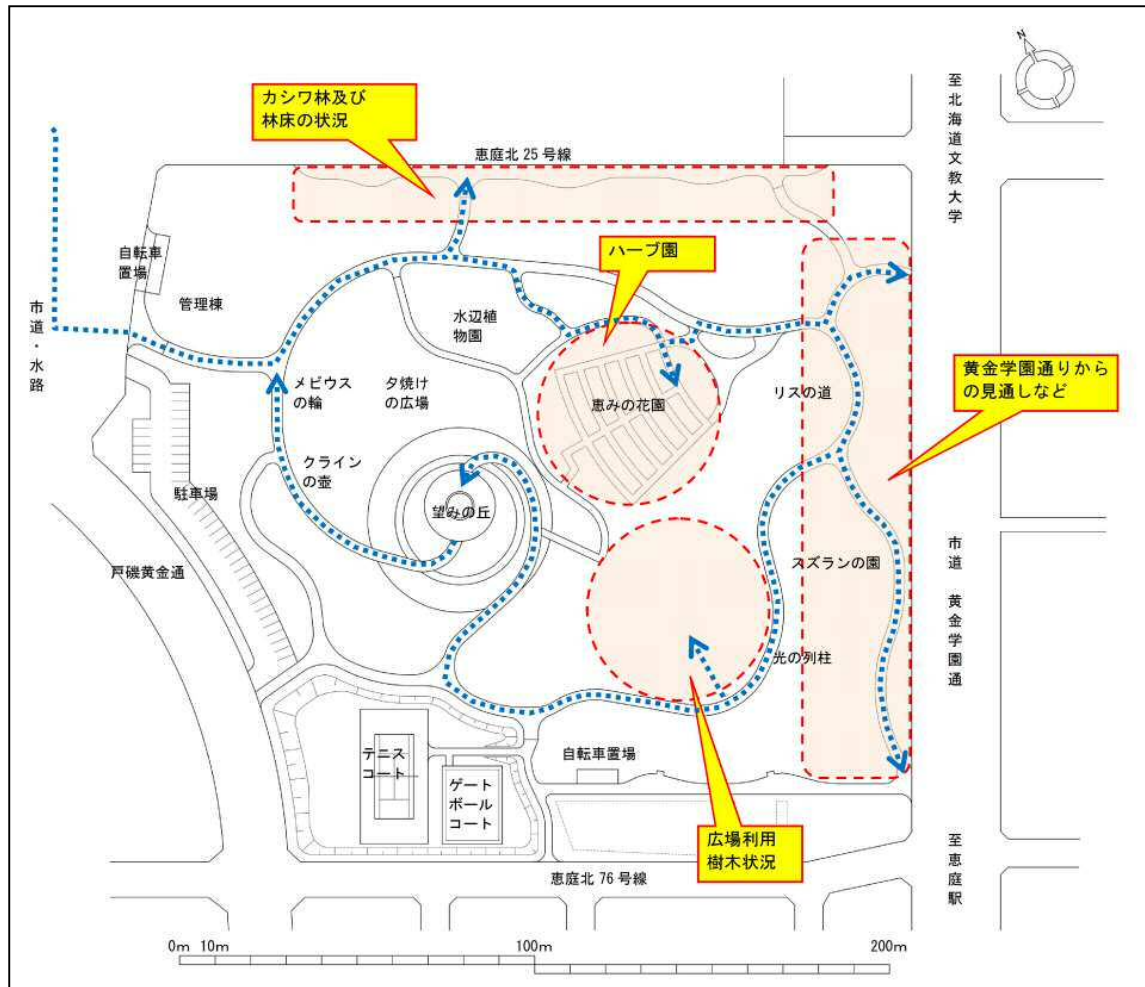 N
至北海道文教大学
カシワ林及び
林床の状況
恵庭北25号線
自転車
置場
管理棟
ハーブ園
市道・水路
水辺植
物園
黄金学園通りから
の見通しなど
メビウス
の輪
夕焼けの広場
恵みの花園
リスの道
クライン
の壺
駐車場
望みの丘
戸磯黄金通
スズランの園
市道 黄金学園通
光の列柱
テニス
コート
ゲート
ボール
コート
自転車置場
広場利用
樹木状況
至恵庭駅
恵庭北76号線
0m 10m 100m 200m